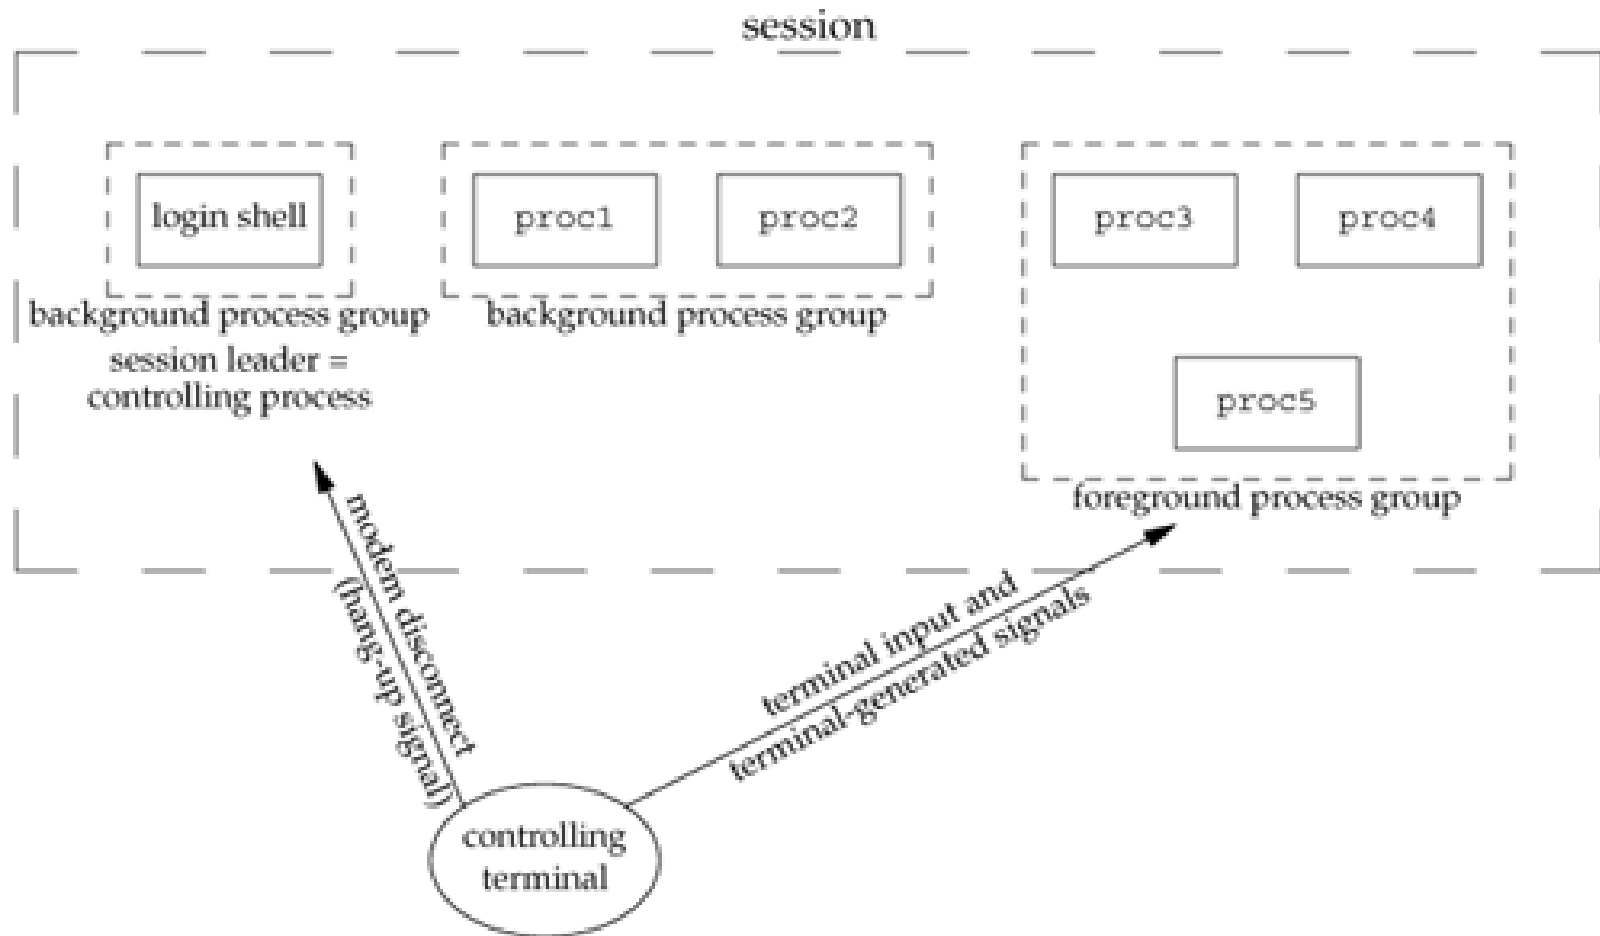 session
login shell
proc1
proc2
proc3
proc4
background process group
background process group
session leader =
controlling process
proc5
foreground process group
modem disconnect
(hang-up signal)
terminal input and
terminal-generated signals
controlling
terminal